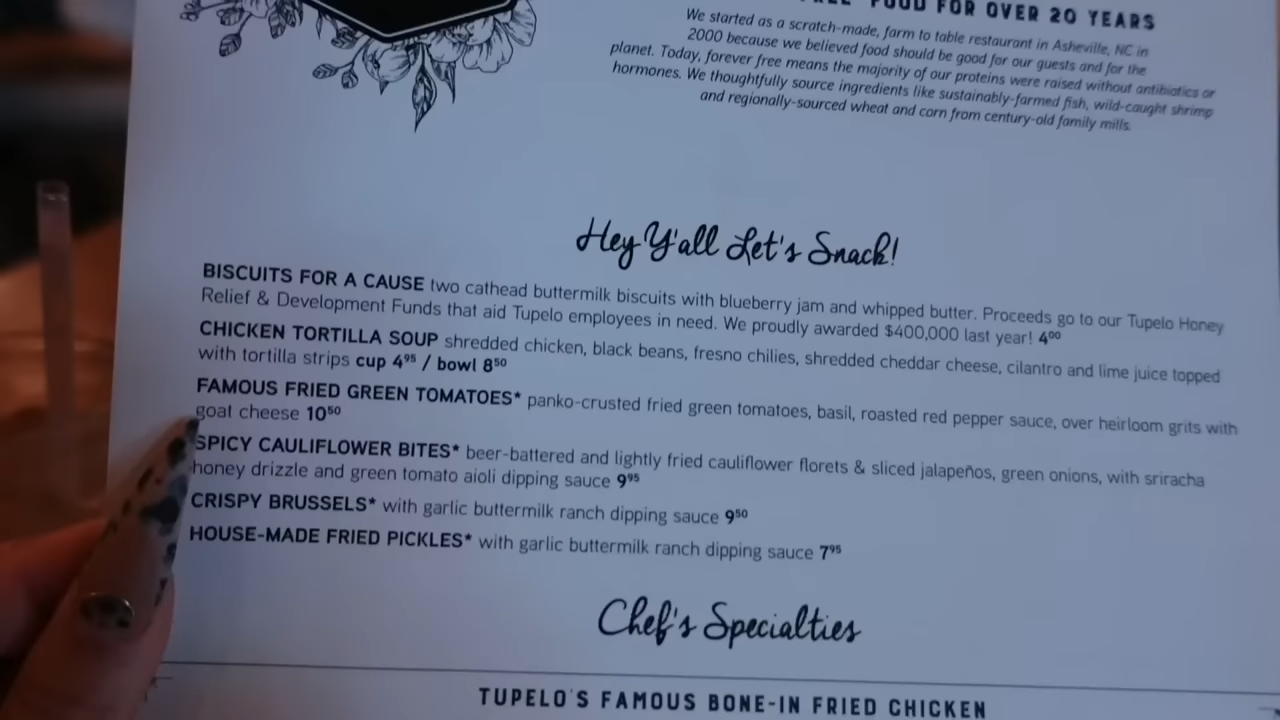 FOOD FOR OVER 20 YEARS
We started as a scratch-made, farm to table restaurant in Asheville, NC in
2000 because we believed food should be good for our guests and for the
planet. Today, forever free means the majority of our proteins were raised without antibiotics or
hormones. We thoughtfully source ingredients like sustainably-farmed fish, wild-caught shrimp
and regionally-sourced wheat and corn from century-old family mills.
Hey Y'all Let's Snack!
BISCUITS FOR A CAUSE two cathead buttermilk biscuits with blueberry jam and whipped butter. Proceeds go to our Tupelo Honey
Relief & Development Funds that aid Tupelo employees in need. We proudly awarded $400,000 last year! 4⁰⁰
CHICKEN TORTILLA SOUP shredded chicken, black beans, fresno chilies, shredded cheddar cheese, cilantro and lime juice topped
with tortilla strips cup 4⁹⁵ / bowl 8⁵⁰
FAMOUS FRIED GREEN TOMATOES* panko-crusted fried green tomatoes, basil, roasted red pepper sauce, over heirloom grits with
goat cheese 10⁵⁰
SPICY CAULIFLOWER BITES* beer-battered and lightly fried cauliflower florets & sliced jalapeños, green onions, with sriracha
honey drizzle and green tomato aioli dipping sauce 9⁹⁵
CRISPY BRUSSELS* with garlic buttermilk ranch dipping sauce 9⁵⁰
HOUSE-MADE FRIED PICKLES* with garlic buttermilk ranch dipping sauce 7⁹⁵
Chef's Specialties
TUPELO'S FAMOUS BONE-IN FRIED CHICKEN